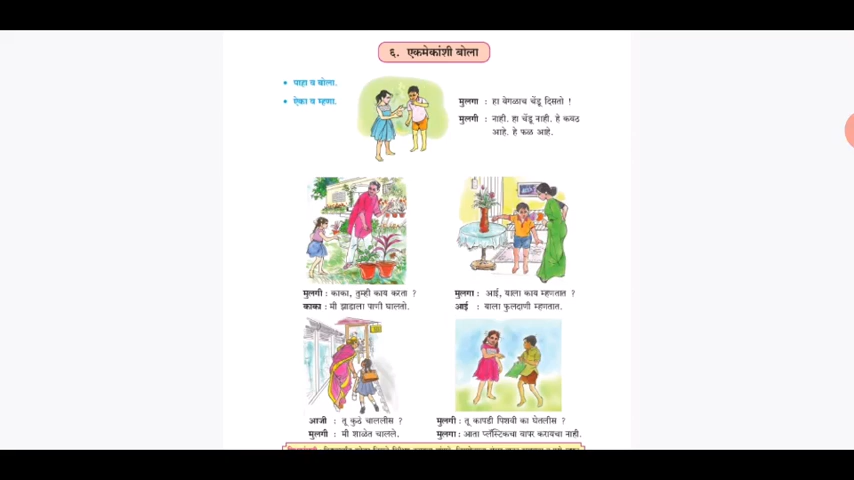 ६. एकमेकांशी बोला
• पाहा व बोला.
• ऐका व म्हणा.
मुलगा : हा वेगळाच चेंडू दिसतो !
मुलगी : नाही. हा चेंडू नाही. हे कवठ
आहे. हे फळ आहे.
मुलगी : काका, तुम्ही काय करता ?
काका : मी झाडाला पाणी घालतो.
मुलगा : आई, याला काय म्हणतात ?
आई : याला फुलदाणी म्हणतात.
आजी : तू कुठे चाललीस ?
मुलगी : मी शाळेत चालले.
मुलगी : तू कापडी पिशवी का घेतलीस ?
मुलगा : आता प्लॅस्टिकचा वापर करायचा नाही.